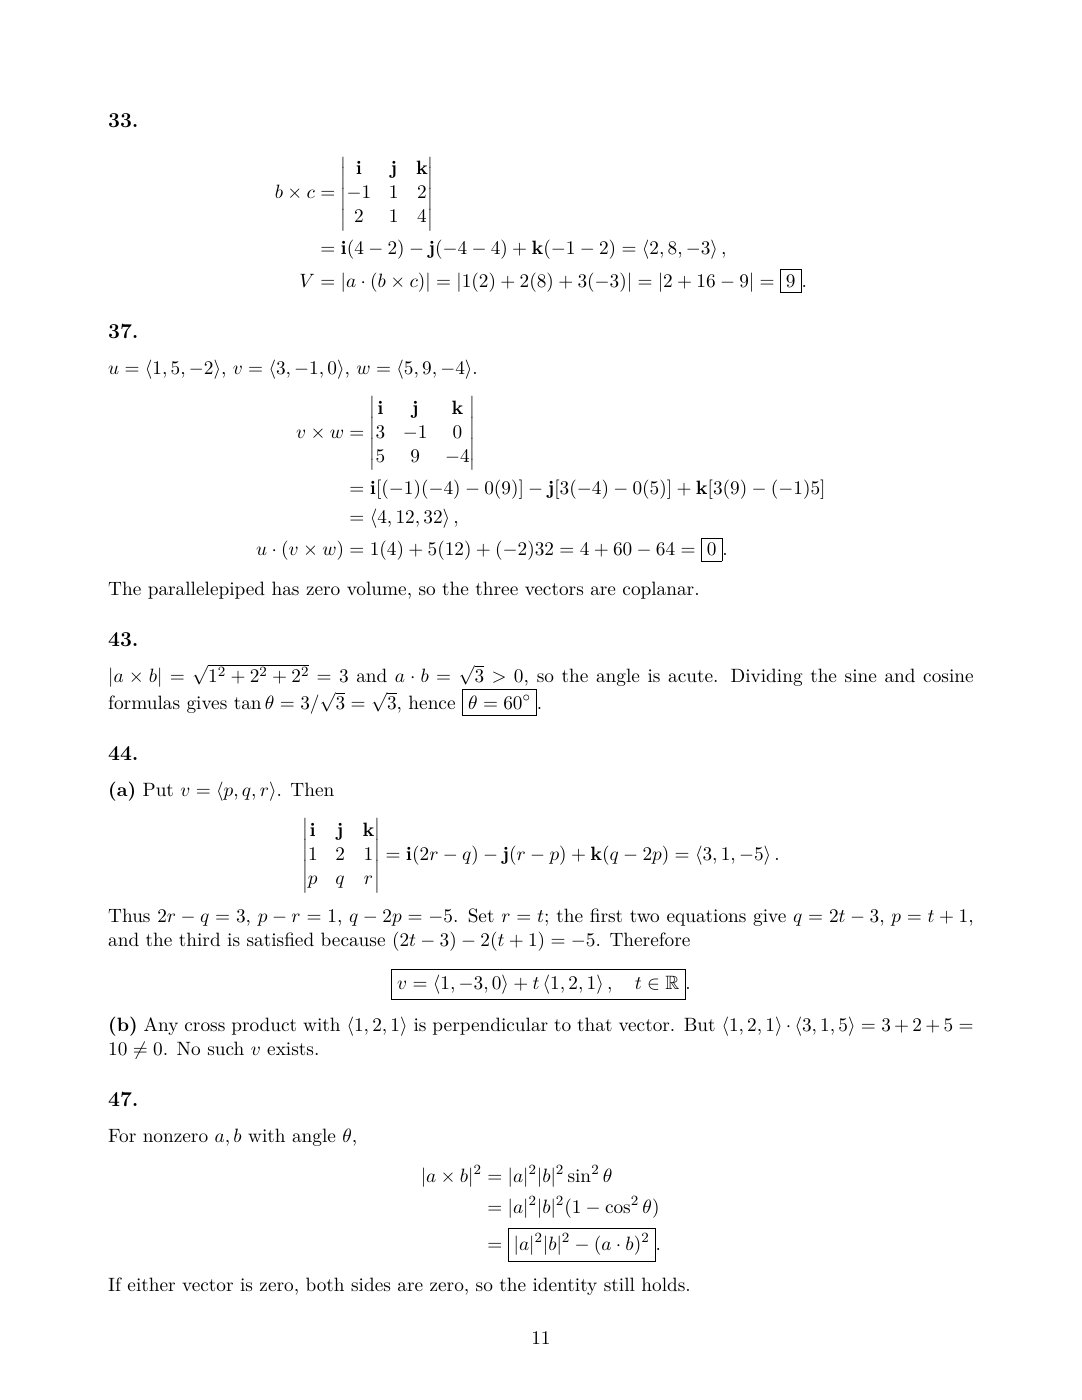 33.
b × c = | i j k |
| −1 1 2 |
| 2 1 4 |
= i(4 − 2) − j(−4 − 4) + k(−1 − 2) = ⟨2, 8, −3⟩ ,
V = |a · (b × c)| = |1(2) + 2(8) + 3(−3)| = |2 + 16 − 9| = 9 .
37.
u = ⟨1, 5, −2⟩, v = ⟨3, −1, 0⟩, w = ⟨5, 9, −4⟩.
v × w = | i j k |
| 3 −1 0 |
| 5 9 −4 |
= i[(−1)(−4) − 0(9)] − j[3(−4) − 0(5)] + k[3(9) − (−1)5]
= ⟨4, 12, 32⟩ ,
u · (v × w) = 1(4) + 5(12) + (−2)32 = 4 + 60 − 64 = 0 .
The parallelepiped has zero volume, so the three vectors are coplanar.
43.
|a × b| = √(1² + 2² + 2²) = 3 and a · b = √3 > 0, so the angle is acute. Dividing the sine and cosine
formulas gives tan θ = 3/√3 = √3, hence θ = 60° .
44.
(a) Put v = ⟨p, q, r⟩. Then
| i j k |
| 1 2 1 | = i(2r − q) − j(r − p) + k(q − 2p) = ⟨3, 1, −5⟩ .
| p q r |
Thus 2r − q = 3, p − r = 1, q − 2p = −5. Set r = t; the first two equations give q = 2t − 3, p = t + 1,
and the third is satisfied because (2t − 3) − 2(t + 1) = −5. Therefore
v = ⟨1, −3, 0⟩ + t ⟨1, 2, 1⟩ , t ∈ ℝ .
(b) Any cross product with ⟨1, 2, 1⟩ is perpendicular to that vector. But ⟨1, 2, 1⟩ · ⟨3, 1, 5⟩ = 3 + 2 + 5 =
10 ≠ 0. No such v exists.
47.
For nonzero a, b with angle θ,
|a × b|² = |a|²|b|² sin² θ
= |a|²|b|²(1 − cos² θ)
= |a|²|b|² − (a · b)² .
If either vector is zero, both sides are zero, so the identity still holds.
11